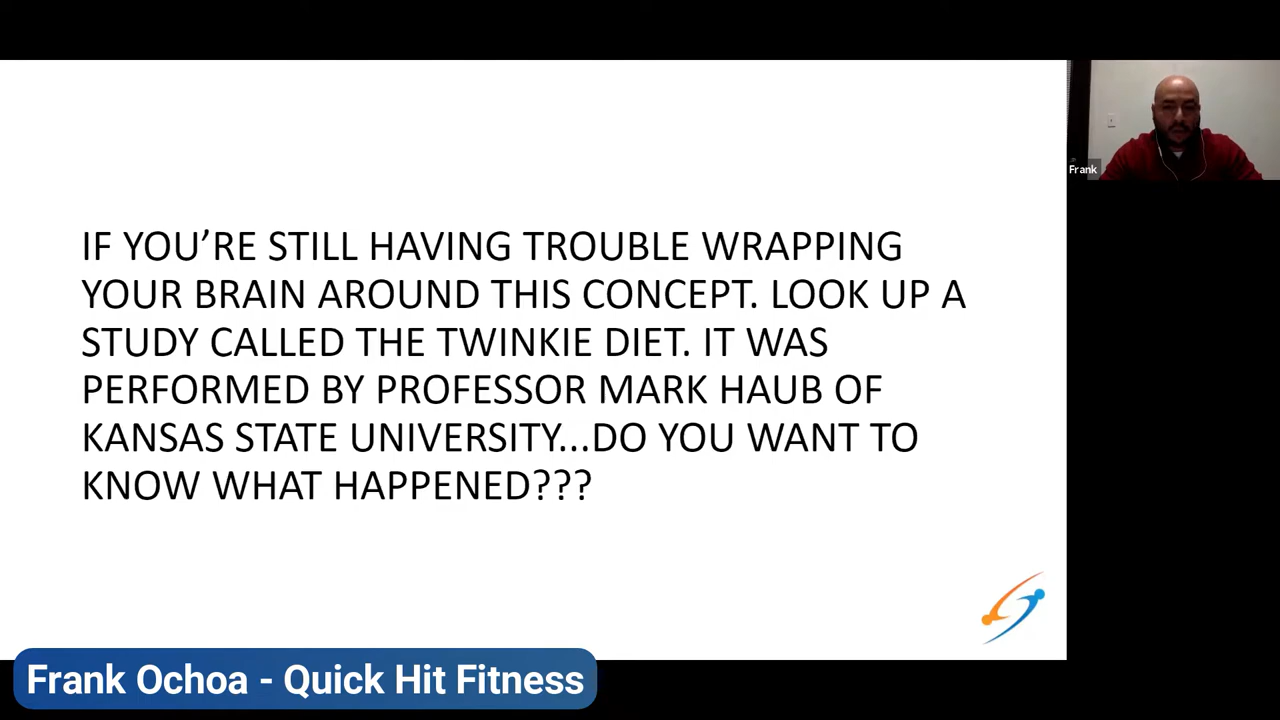 Frank
IF YOU’RE STILL HAVING TROUBLE WRAPPING
YOUR BRAIN AROUND THIS CONCEPT. LOOK UP A
STUDY CALLED THE TWINKIE DIET. IT WAS
PERFORMED BY PROFESSOR MARK HAUB OF
KANSAS STATE UNIVERSITY...DO YOU WANT TO
KNOW WHAT HAPPENED???
Frank Ochoa - Quick Hit Fitness